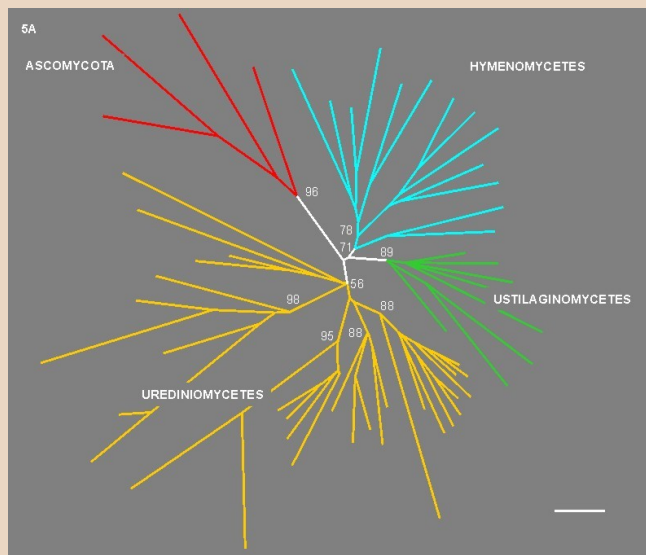 5A
ASCOMYCOTA
HYMENOMYCETES
96
78
71
89
56
98
88
USTILAGINOMYCETES
95
88
UREDINIOMYCETES